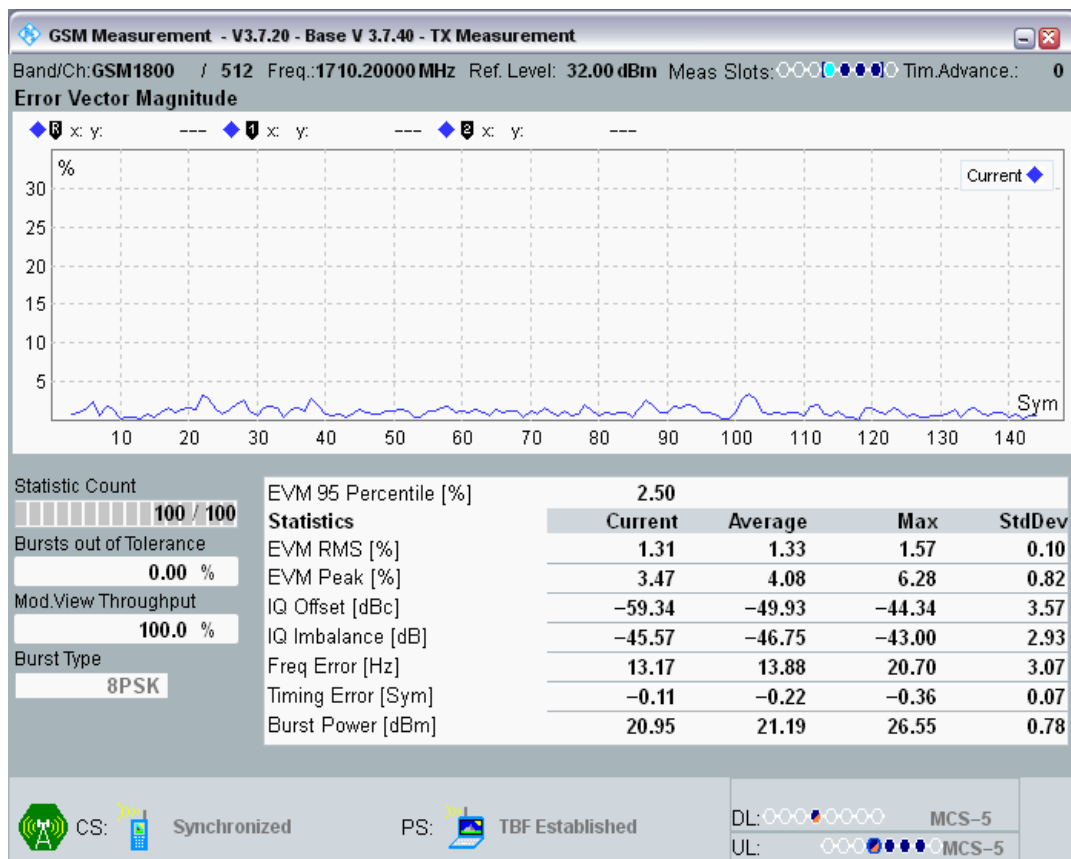 GSM Measurement - V3.7.20 - Base V 3.7.40 - TX Measurement
Band/Ch:GSM1800 / 512 Freq.:1710.20000 MHz Ref. Level: 32.00 dBm Meas Slots: Tim.Advance.: 0
Error Vector Magnitude
R x: y: --- 1 x: y: --- 2 x: y: ---
%
Current
30
25
20
15
10
5
Sym
10 20 30 40 50 60 70 80 90 100 110 120 130 140
Statistic Count
100 / 100
Bursts out of Tolerance
0.00 %
Mod.View Throughput
100.0 %
Burst Type
8PSK
EVM 95 Percentile [%] 2.50
Statistics Current Average Max StdDev
EVM RMS [%] 1.31 1.33 1.57 0.10
EVM Peak [%] 3.47 4.08 6.28 0.82
IQ Offset [dBc] −59.34 −49.93 −44.34 3.57
IQ Imbalance [dB] −45.57 −46.75 −43.00 2.93
Freq Error [Hz] 13.17 13.88 20.70 3.07
Timing Error [Sym] −0.11 −0.22 −0.36 0.07
Burst Power [dBm] 20.95 21.19 26.55 0.78
CS: Synchronized PS: TBF Established
DL: MCS−5
UL: MCS−5